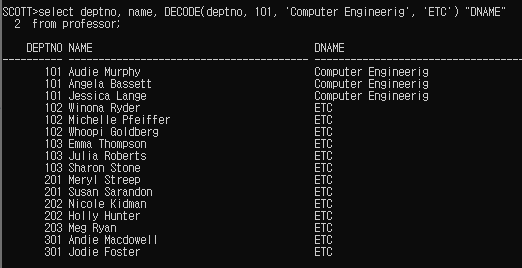 SCOTT>select deptno, name, DECODE(deptno, 101, 'Computer Engineerig', 'ETC') "DNAME"
2 from professor;
DEPTNO NAME DNAME
---------- ---------------------------------------- -------------------------------------
101 Audie Murphy Computer Engineerig
101 Angela Bassett Computer Engineerig
101 Jessica Lange Computer Engineerig
102 Winona Ryder ETC
102 Michelle Pfeiffer ETC
102 Whoopi Goldberg ETC
103 Emma Thompson ETC
103 Julia Roberts ETC
103 Sharon Stone ETC
201 Meryl Streep ETC
201 Susan Sarandon ETC
202 Nicole Kidman ETC
202 Holly Hunter ETC
203 Meg Ryan ETC
301 Andie Macdowell ETC
301 Jodie Foster ETC